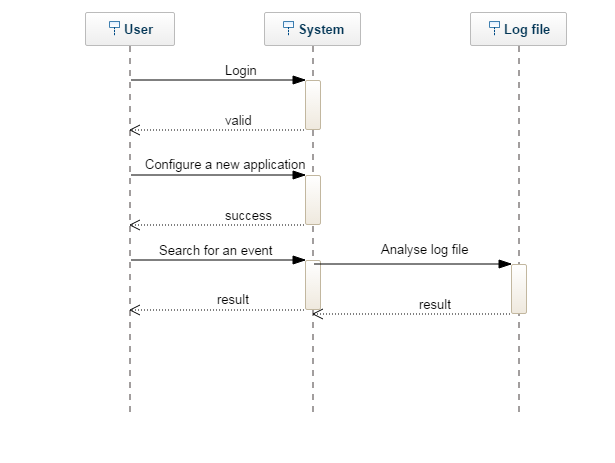 User
System
Log file
Login
valid
Configure a new application
success
Search for an event
Analyse log file
result
result